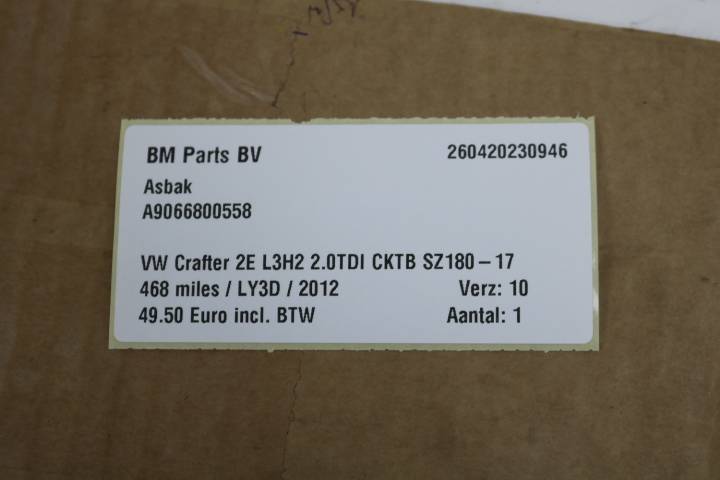 BM Parts BV 260420230946
Asbak
A9066800558
VW Crafter 2E L3H2 2.0TDI CKTB SZ180 – 17
468 miles / LY3D / 2012 Verz: 10
49.50 Euro incl. BTW Aantal: 1